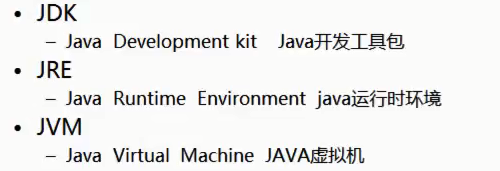 • JDK
– Java Development kit Java开发工具包
• JRE
– Java Runtime Environment java运行时环境
• JVM
– Java Virtual Machine JAVA虚拟机